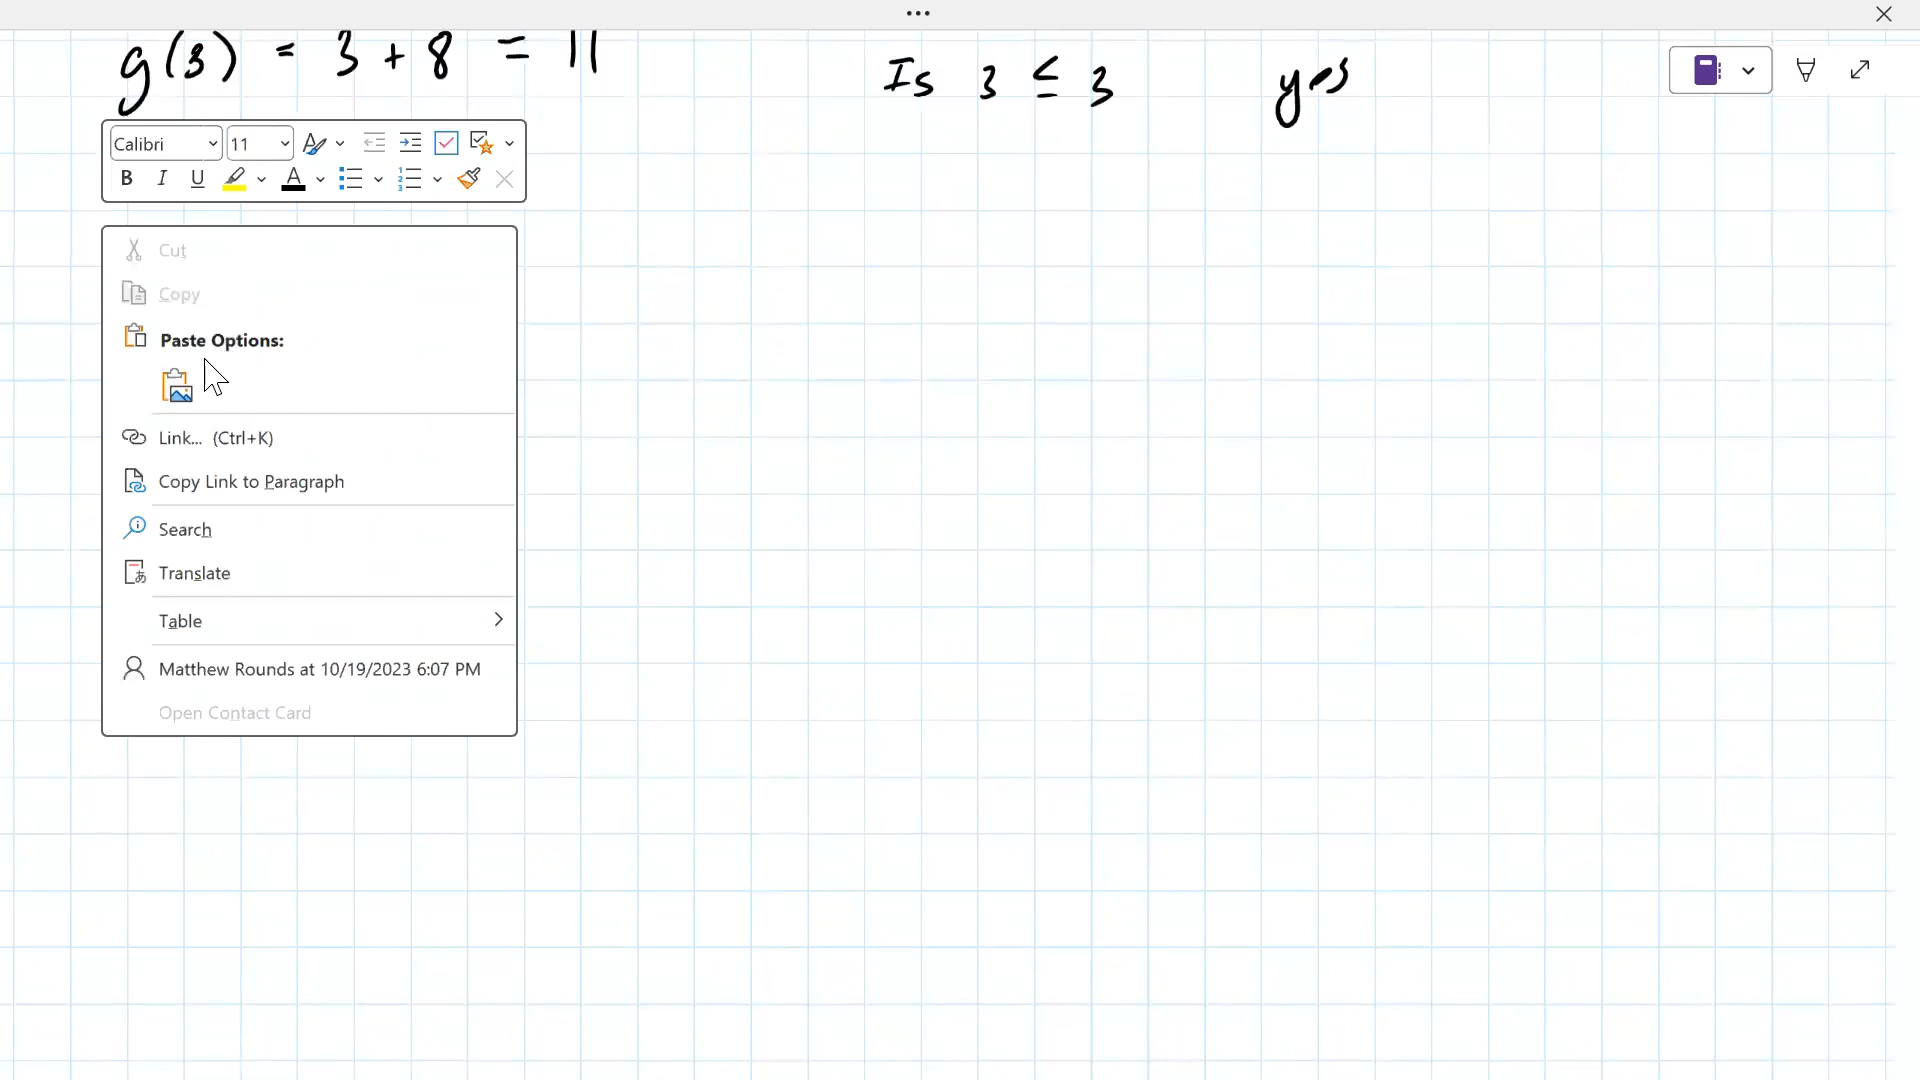 g(3) = 3 + 8 = 11
Is 3 ≤ 3 yes
Calibri 11
B I U A
Cut
Copy
Paste Options:
Link... (Ctrl+K)
Copy Link to Paragraph
Search
Translate
Table
Matthew Rounds at 10/19/2023 6:07 PM
Open Contact Card